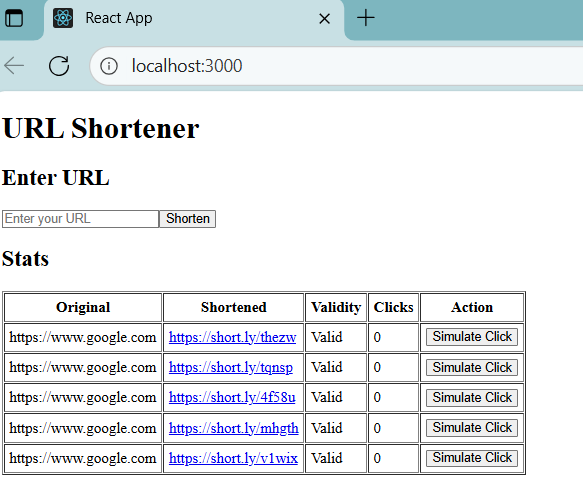 React App
localhost:3000
URL Shortener
Enter URL
Enter your URL Shorten
Stats
Original Shortened Validity Clicks Action
https://www.google.com https://short.ly/thezw Valid 0 Simulate Click
https://www.google.com https://short.ly/tqnsp Valid 0 Simulate Click
https://www.google.com https://short.ly/4f58u Valid 0 Simulate Click
https://www.google.com https://short.ly/mhgth Valid 0 Simulate Click
https://www.google.com https://short.ly/v1wix Valid 0 Simulate Click